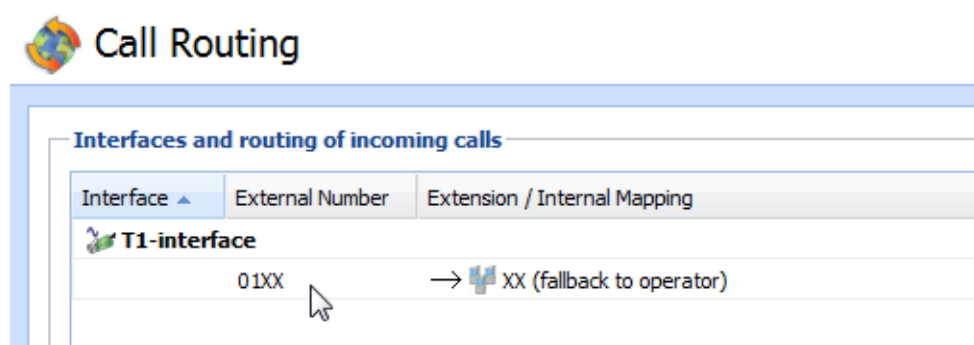 Call Routing
Interfaces and routing of incoming calls
Interface External Number Extension / Internal Mapping
T1-interface
01XX → XX (fallback to operator)